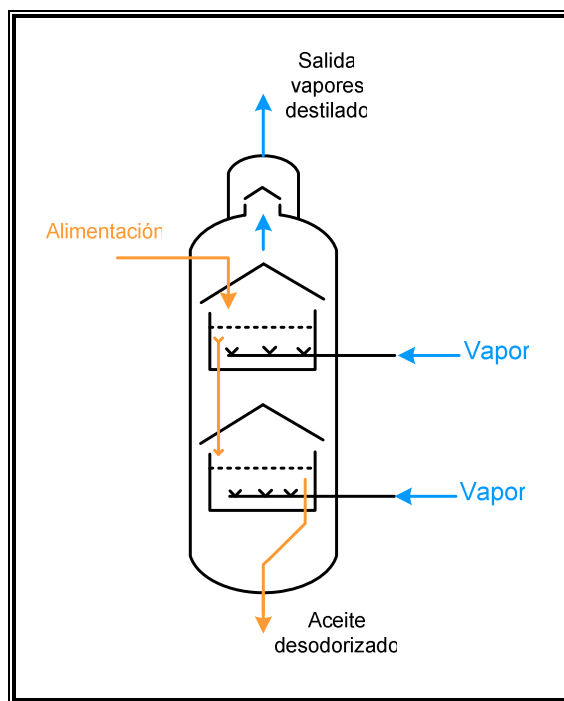 Salida
vapores
destilado
Alimentación
Vapor
Vapor
Aceite
desodorizado